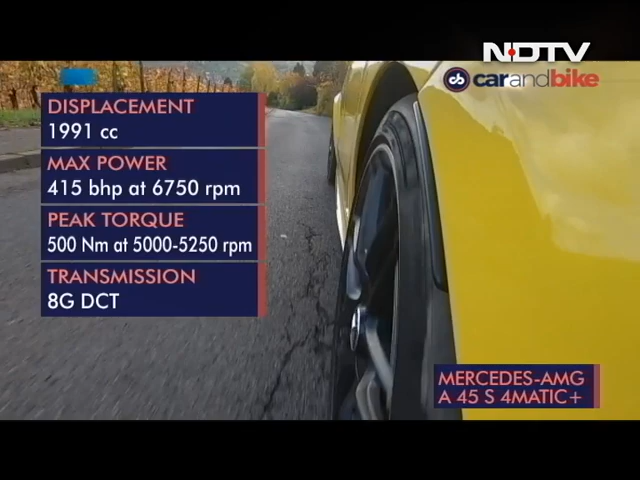 NDTV
cb carandbike
DISPLACEMENT
1991 cc
MAX POWER
415 bhp at 6750 rpm
PEAK TORQUE
500 Nm at 5000-5250 rpm
TRANSMISSION
8G DCT
MERCEDES-AMG
A 45 S 4MATIC+